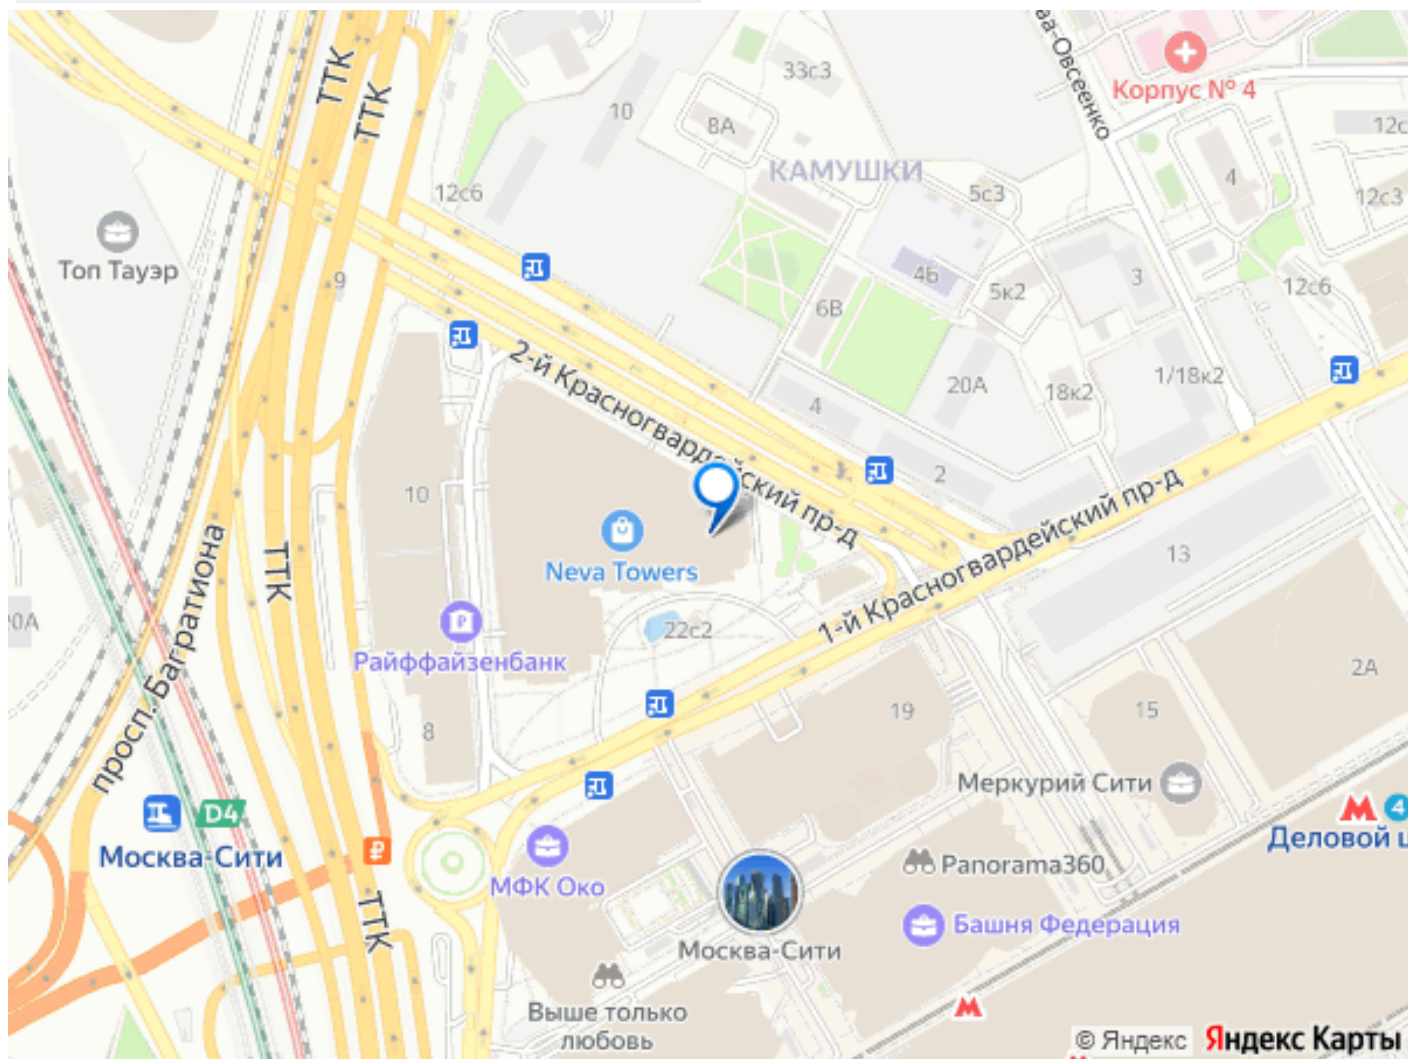 ТТК
ТТК
33с3
10
8А
Корпус № 4
КАМУШКИ
5с3
4
12с3
12с6
Топ Тауэр
9
4Б
5к2
3
12с6
6В
2-й Красногвардейский пр-д
20А
18к2
1/18к2
4
2
10
Neva Towers
1-й Красногвардейский пр-д
13
ТТК
просп. Багратиона
22с2
Райффайзенбанк
2А
8
19
15
Меркурий Сити
D4
Москва-Сити
МФК Око
Panorama360
4
Башня Федерация
Москва-Сити
ТТК
Выше только
любовь
© Яндекс
Яндекс Карты